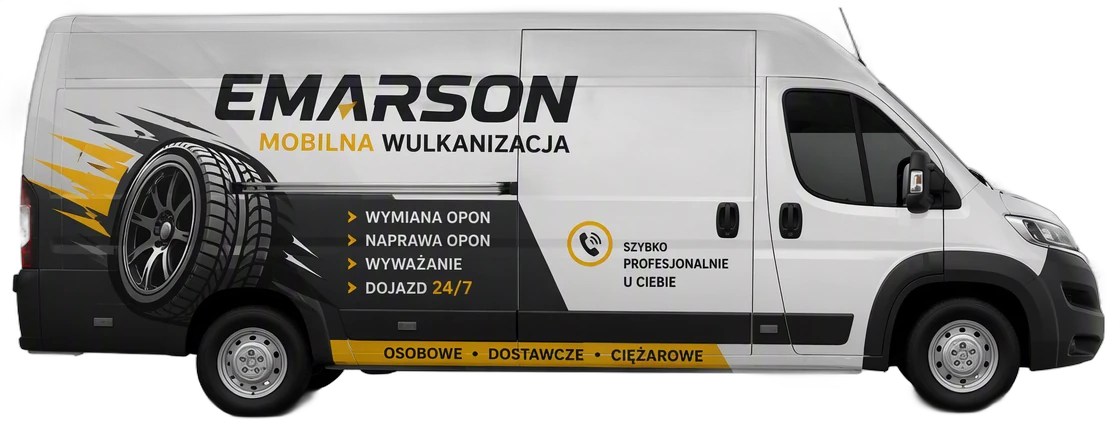 EMARSON
MOBILNA WULKANIZACJA
WYMIANA OPON
NAPRAWA OPON
WYWAŻANIE
DOJAZD 24/7
SZYBKO
PROFESJONALNIE
U CIEBIE
OSOBOWE • DOSTAWCZE • CIĘŻAROWE